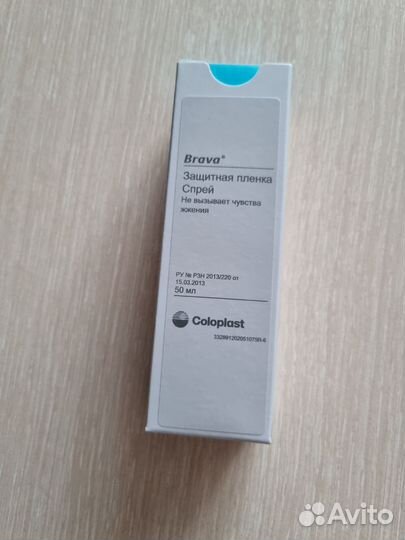 Brava®
Защитная пленка
Спрей
Не вызывает чувства
жжения
РУ № РЗН 2013/220 от
15.03.2013
50 мл
Coloplast
Avito